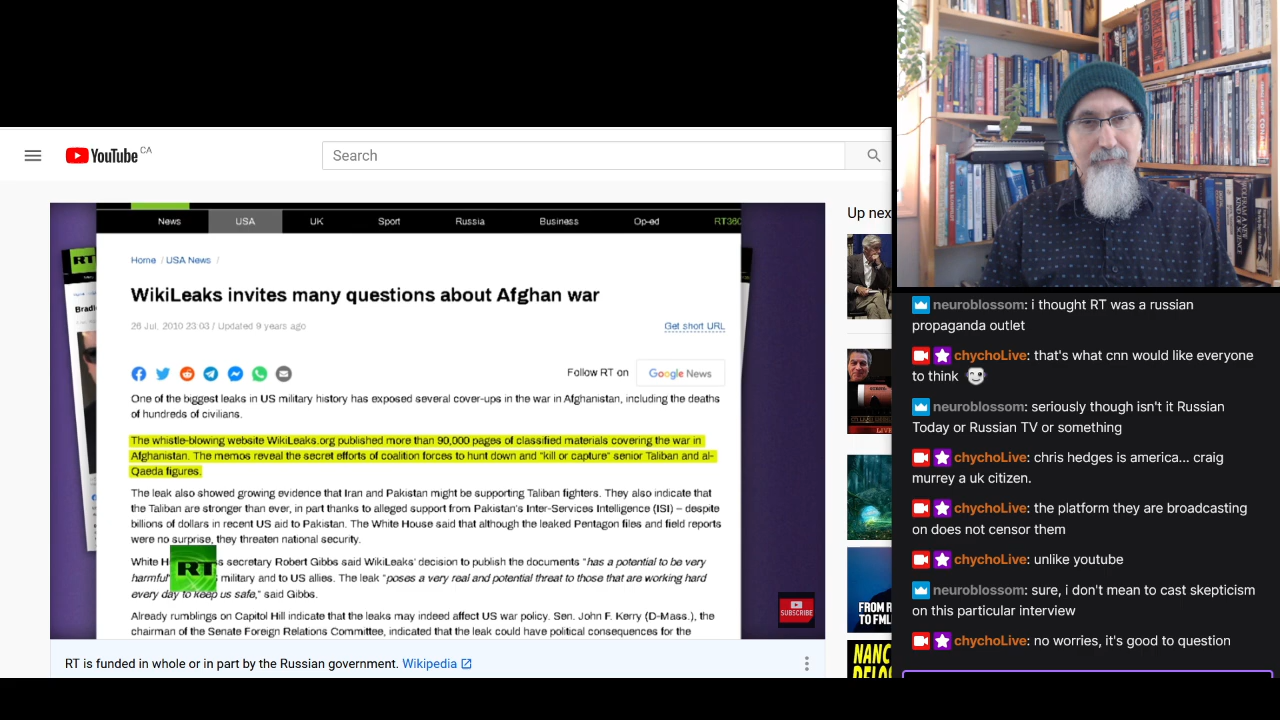 YouTube CA
Search
News USA UK Sport Russia Business Op-ed RT360
Home / USA News /
WikiLeaks invites many questions about Afghan war
26 Jul, 2010 23:03 / Updated 9 years ago
Get short URL
Follow RT on Google News
One of the biggest leaks in US military history has exposed several cover-ups in the war in Afghanistan, including the deaths
of hundreds of civilians.
The whistle-blowing website WikiLeaks.org published more than 90,000 pages of classified materials covering the war in
Afghanistan. The memos reveal the secret efforts of coalition forces to hunt down and "kill or capture" senior Taliban and al-
Qaeda figures.
The leak also showed growing evidence that Iran and Pakistan might be supporting Taliban fighters. They also indicate that
the Taliban are stronger than ever, in part thanks to alleged support from Pakistan's Inter-Services Intelligence (ISI) – despite
billions of dollars in recent US aid to Pakistan. The White House said that although the leaked Pentagon files and field reports
were no surprise, they threaten national security.
White H s secretary Robert Gibbs said WikiLeaks' decision to publish the documents "has a potential to be very
harmful military and to US allies. The leak "poses a very real and potential threat to those that are working hard
every day to keep us safe," said Gibbs.
Already rumblings on Capitol Hill indicate that the leaks may indeed affect US war policy. Sen. John F. Kerry (D-Mass.), the
chairman of the Senate Foreign Relations Committee, indicated that the leak could have political consequences for the
RT
Bradl
RT
SUBSCRIBE
RT is funded in whole or in part by the Russian government. Wikipedia
Up nex
LIVE
FROM R
TO FML
NANC
PELOS
neuroblossom: i thought RT was a russian
propaganda outlet
chychoLive: that's what cnn would like everyone
to think
neuroblossom: seriously though isn't it Russian
Today or Russian TV or something
chychoLive: chris hedges is america... craig
murrey a uk citizen.
chychoLive: the platform they are broadcasting
on does not censor them
chychoLive: unlike youtube
neuroblossom: sure, i don't mean to cast skepticism
on this particular interview
chychoLive: no worries, it's good to question
WOLFRAM A NEW
KIND OF SCIENCE